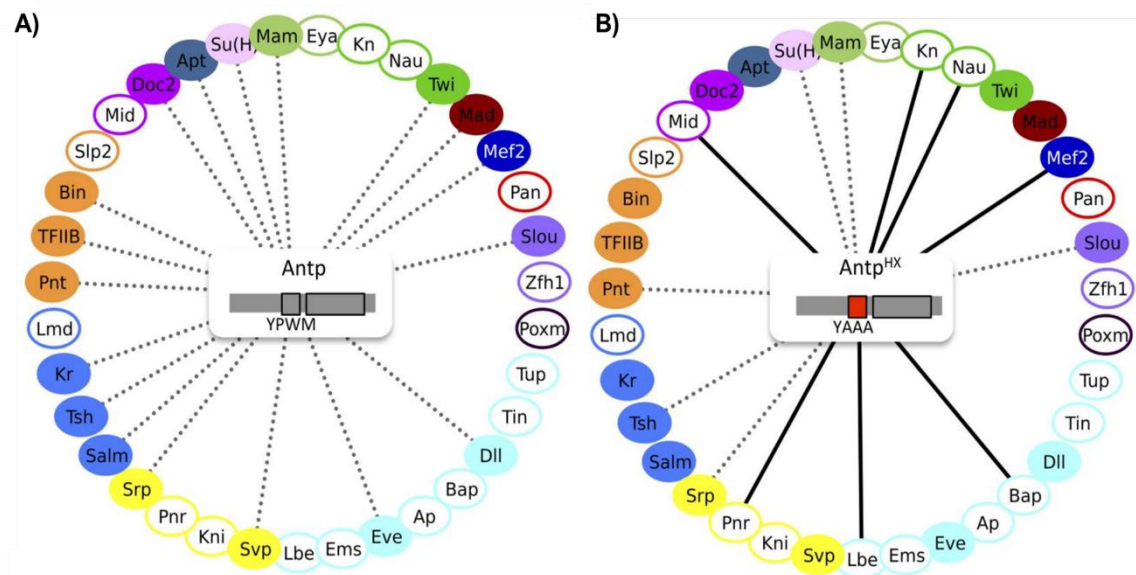 A)
Su(H)
Mam
Eya
Kn
Nau
Twi
Mad
Mef2
Pan
Slou
Zfh1
Poxm
Tup
Tin
Dll
Bap
Ap
Eve
Ems
Lbe
Svp
Kni
Pnr
Srp
Salm
Tsh
Kr
Lmd
Pnt
TFIIB
Bin
Slp2
Mid
Doc2
Apt
Antp
YPWM
B)
Su(H)
Mam
Eya
Kn
Nau
Twi
Mad
Mef2
Pan
Slou
Zfh1
Poxm
Tup
Tin
Dll
Bap
Ap
Eve
Ems
Lbe
Svp
Kni
Pnr
Srp
Salm
Tsh
Kr
Lmd
Pnt
TFIIB
Bin
Slp2
Mid
Doc2
Apt
Antpᴴˣ
YAAA